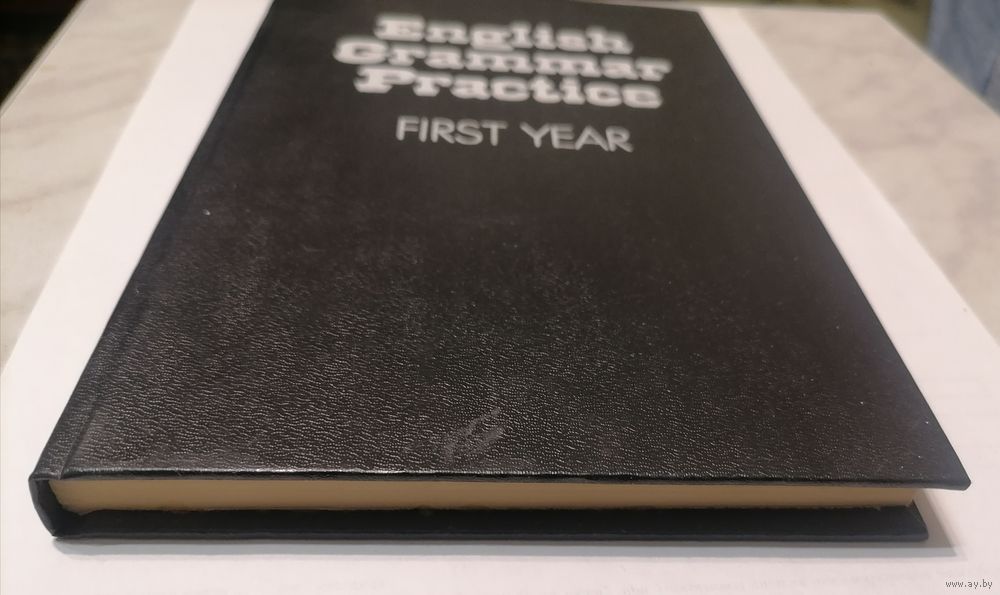 English
Grammar
Practice
FIRST YEAR
www.ay.by